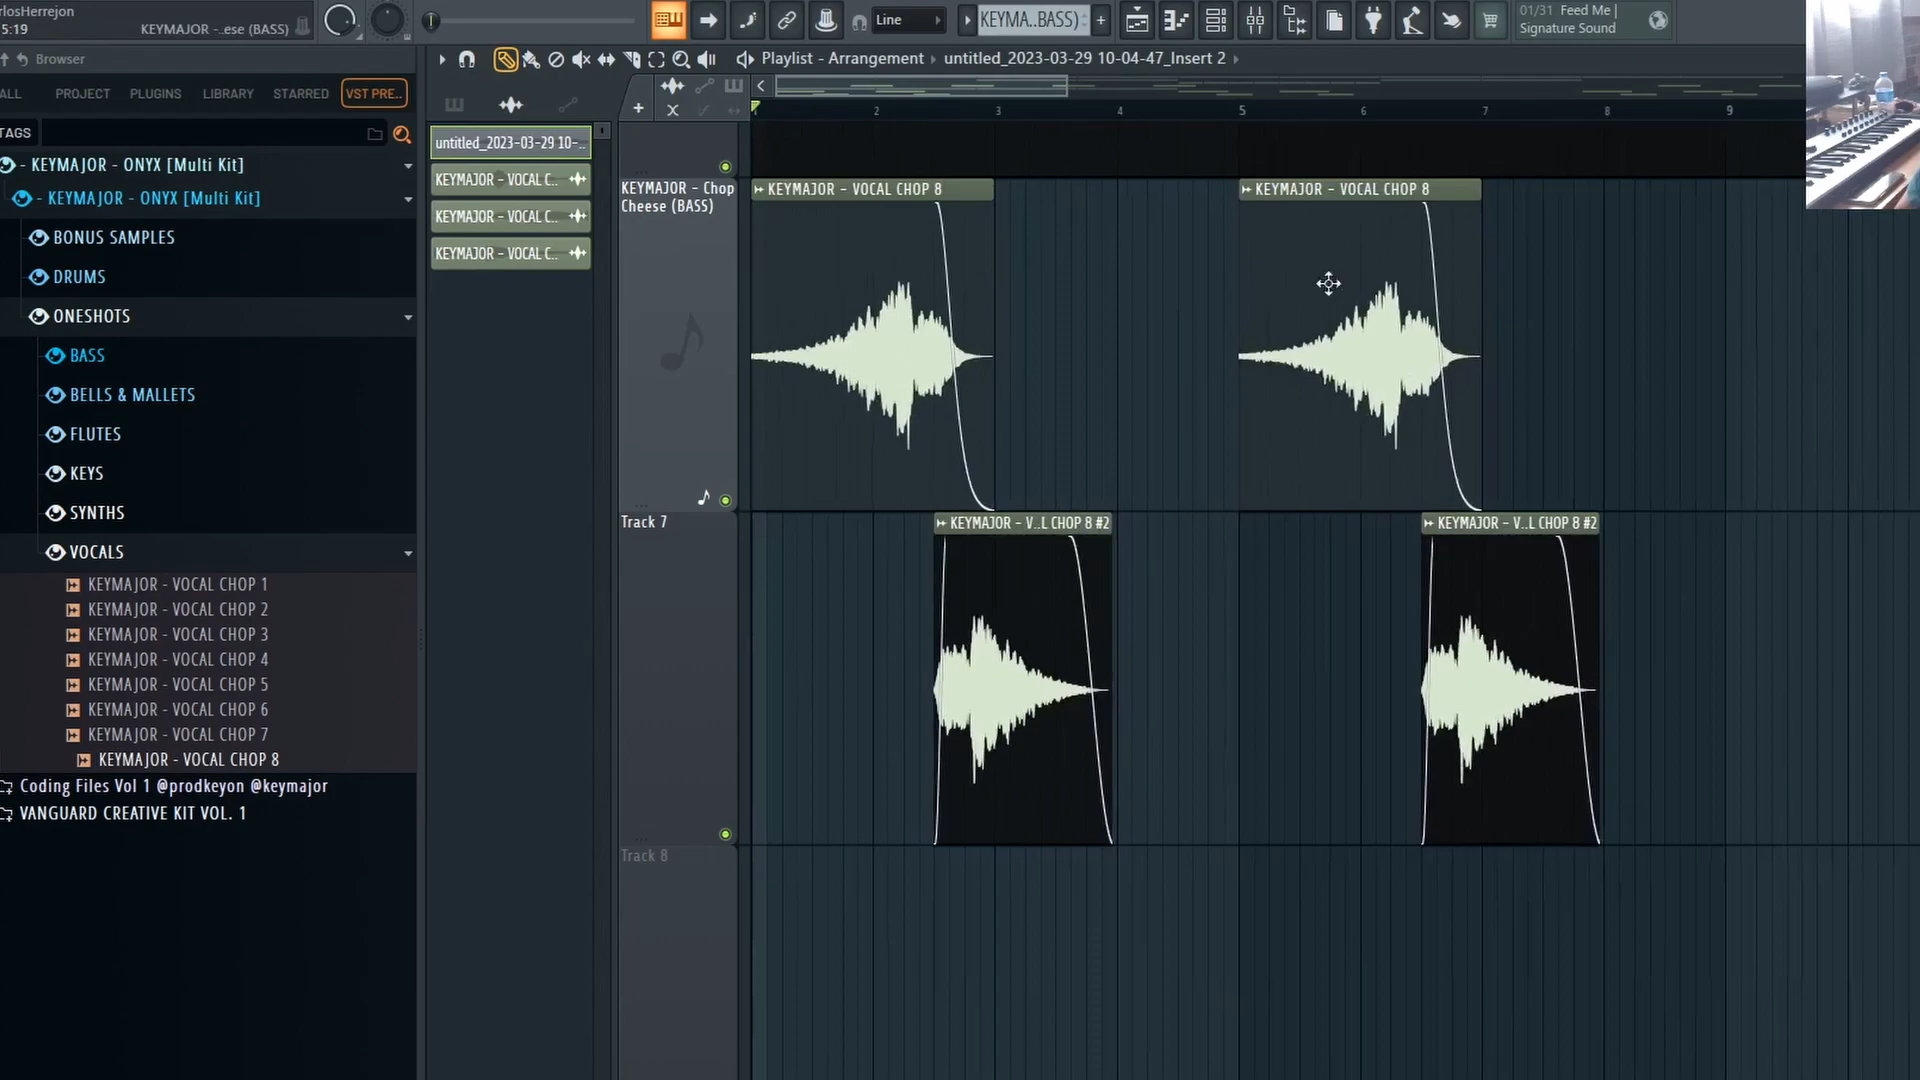 rlosHerrejon
5:19
KEYMAJOR -..ese (BASS)
Line
KEYMA..BASS)
+
01/31 Feed Me |
Signature Sound
Browser
Playlist - Arrangement › untitled_2023-03-29 10-04-47_Insert 2 ›
ALL
PROJECT
PLUGINS
LIBRARY
STARRED
VST PRE..
TAGS
2
3
4
5
6
7
8
9
untitled_2023-03-29 10-..
KEYMAJOR - VOCAL C..
KEYMAJOR - VOCAL C..
KEYMAJOR - VOCAL C..
- KEYMAJOR - ONYX [Multi Kit]
- KEYMAJOR - ONYX [Multi Kit]
BONUS SAMPLES
DRUMS
ONESHOTS
BASS
BELLS & MALLETS
FLUTES
KEYS
SYNTHS
VOCALS
KEYMAJOR - VOCAL CHOP 1
KEYMAJOR - VOCAL CHOP 2
KEYMAJOR - VOCAL CHOP 3
KEYMAJOR - VOCAL CHOP 4
KEYMAJOR - VOCAL CHOP 5
KEYMAJOR - VOCAL CHOP 6
KEYMAJOR - VOCAL CHOP 7
KEYMAJOR - VOCAL CHOP 8
Coding Files Vol 1 @prodkeyon @keymajor
VANGUARD CREATIVE KIT VOL. 1
KEYMAJOR - Chop
Cheese (BASS)
KEYMAJOR - VOCAL CHOP 8
KEYMAJOR - VOCAL CHOP 8
Track 7
KEYMAJOR - V..L CHOP 8 #2
KEYMAJOR - V..L CHOP 8 #2
Track 8